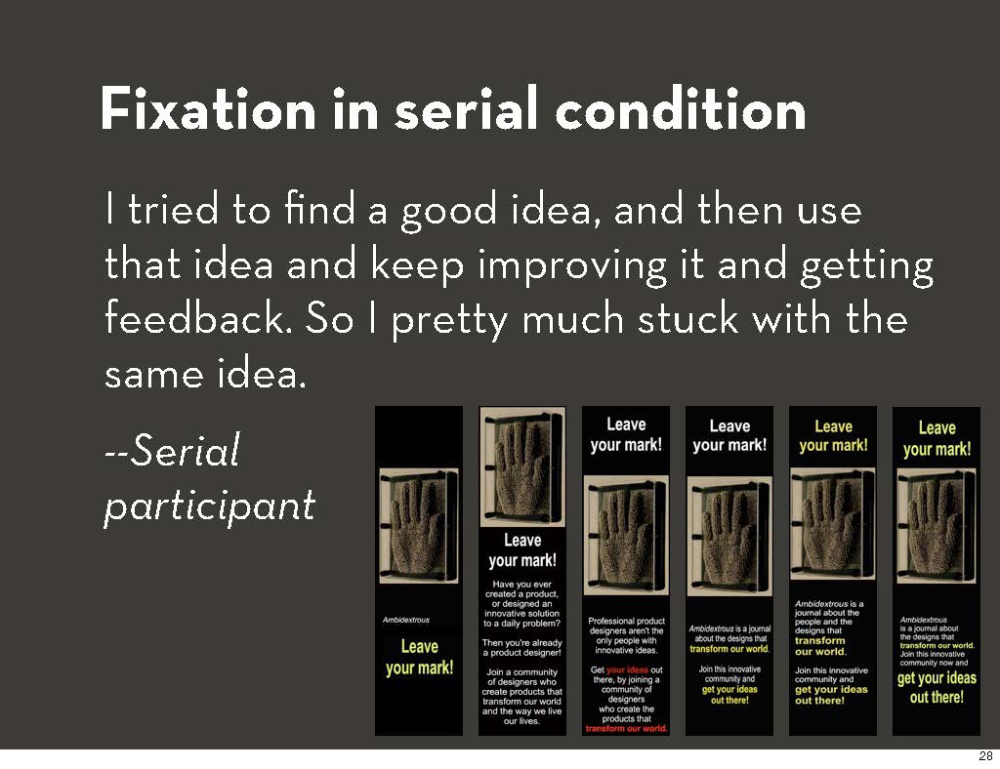 Fixation in serial condition
I tried to find a good idea, and then use
that idea and keep improving it and getting
feedback. So I pretty much stuck with the
same idea.
--Serial
participant
Ambidextrous
Leave
your mark!
Leave
your mark!
Have you ever
created a product,
or designed an
innovative solution
to a daily problem?
Then you're already
a product designer!
Join a community
of designers who
create products that
transform our world
and the way we live
our lives.
Leave
your mark!
Professional product
designers aren't the
only people with
innovative ideas.
Get your ideas out
there, by joining a
community of
designers
who create the
products that
transform our world.
Leave
your mark!
Ambidextrous is a journal
about the designs that
transform our world.
Join this innovative
community and
get your ideas
out there!
Leave
your mark!
Ambidextrous is a
journal about the
people and the
designs that
transform
our world.
Join this innovative
community and
get your ideas
out there!
Leave
your mark!
Ambidextrous
is a journal about
the designs that
transform our world.
Join this innovative
community now and
get your ideas
out there!
28